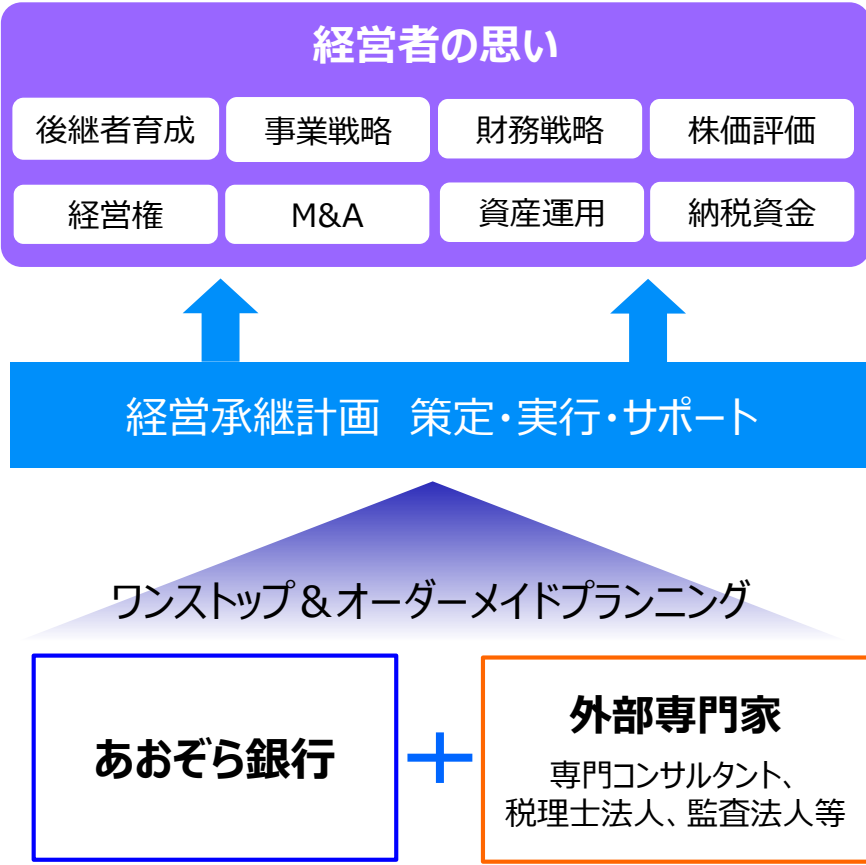 経営者の思い
後継者育成 事業戦略 財務戦略 株価評価
経営権 M&A 資産運用 納税資金
経営承継計画　策定・実行・サポート
ワンストップ＆オーダーメイドプランニング
あおぞら銀行 + 外部専門家
専門コンサルタント、
税理士法人、監査法人等